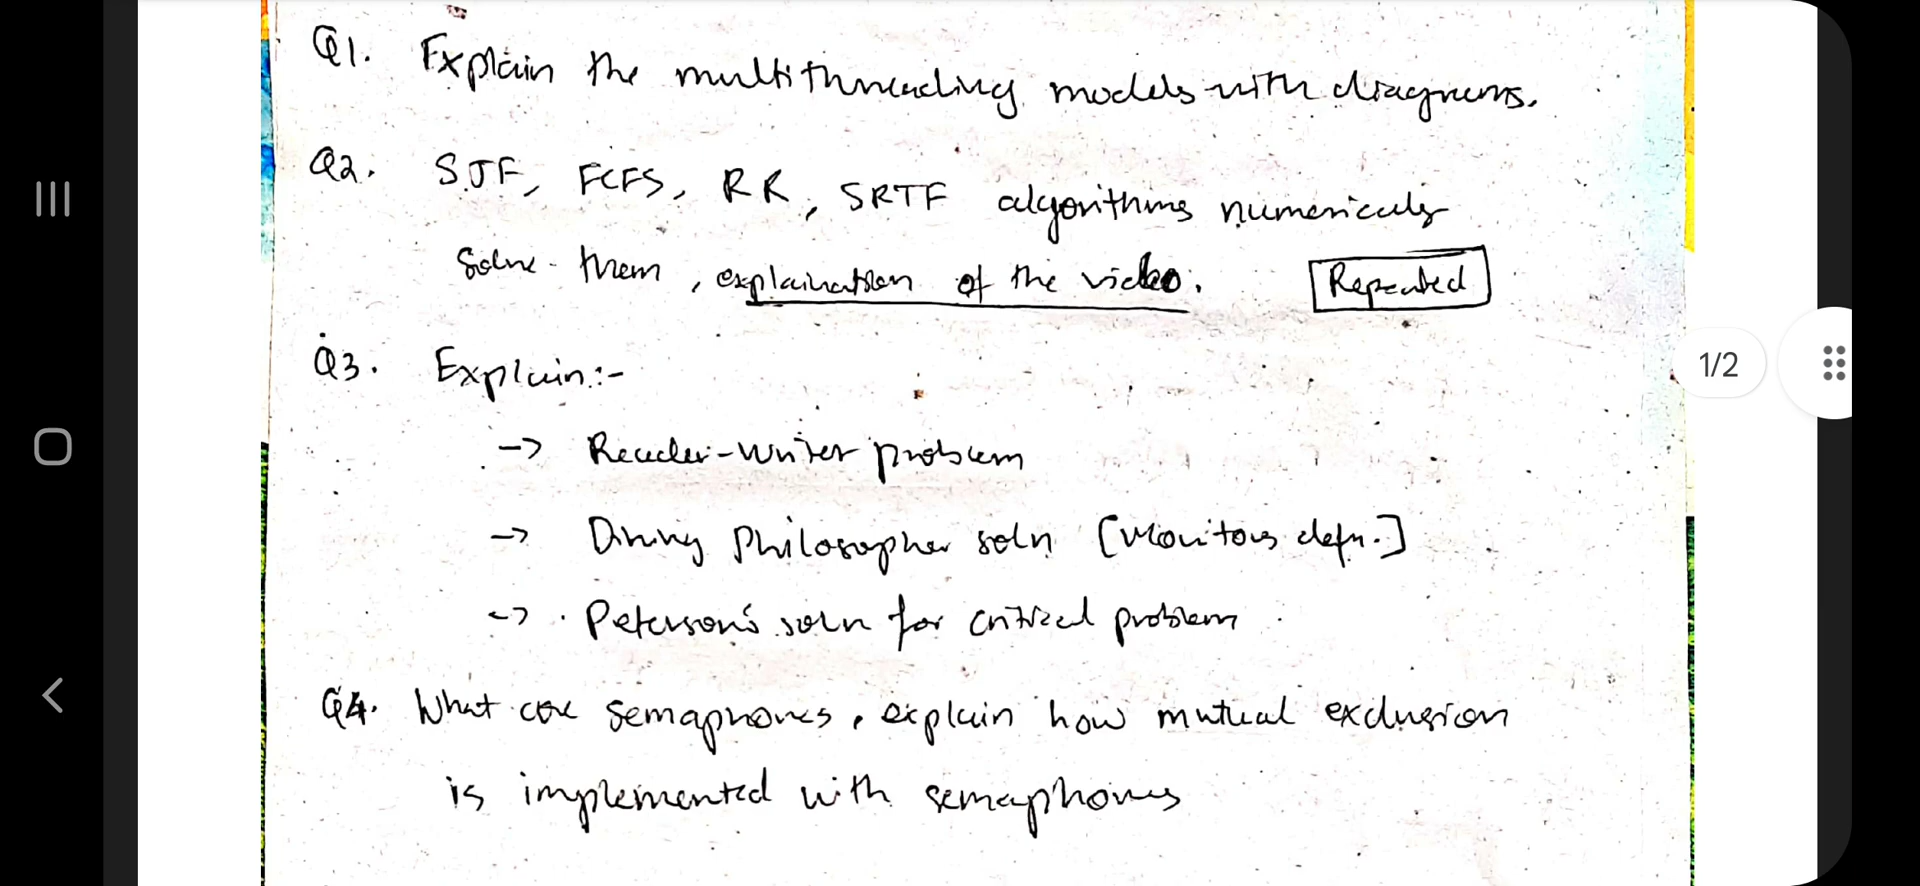 Q1. Explain the multithreading models with diagrams.
Q2. SJF, FCFS, RR, SRTF algorithms numericals
solve them, explaination of the video. Repeated
Q3. Explain:-
-> Reader-Writer problem
-> Dining Philosopher soln [Monitors defn.]
-> Peterson's soln for critical problem
Q4. What are semaphores, explain how mutual exclusion
is implemented with semaphores
1/2